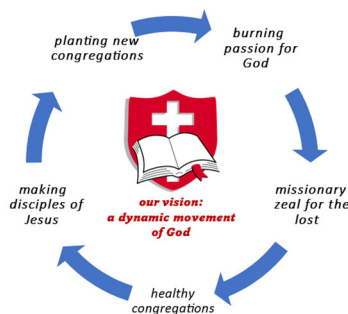 planting new
congregations
burning
passion for
God
missionary
zeal for the
lost
healthy
congregations
making
disciples of
Jesus
our vision:
a dynamic movement
of God